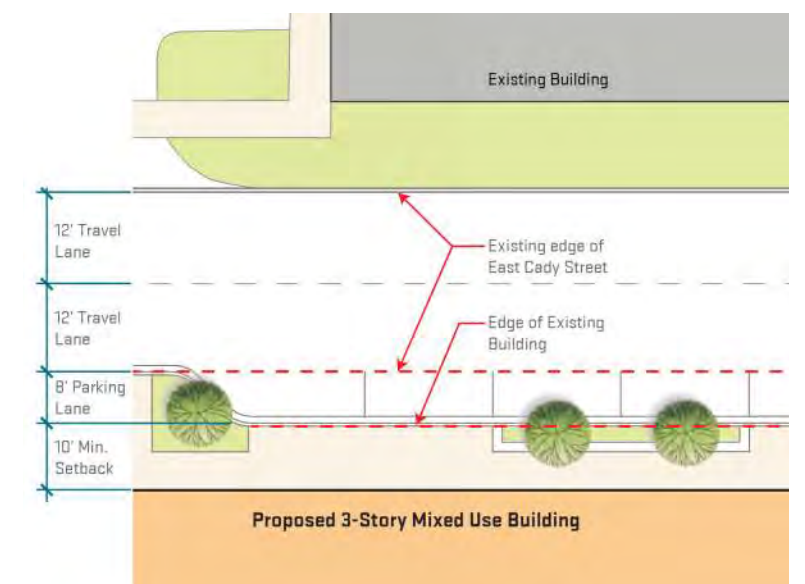 Existing Building
12' Travel
Lane
Existing edge of
East Cady Street
12' Travel
Lane
Edge of Existing
Building
8' Parking
Lane
10' Min.
Setback
Proposed 3-Story Mixed Use Building